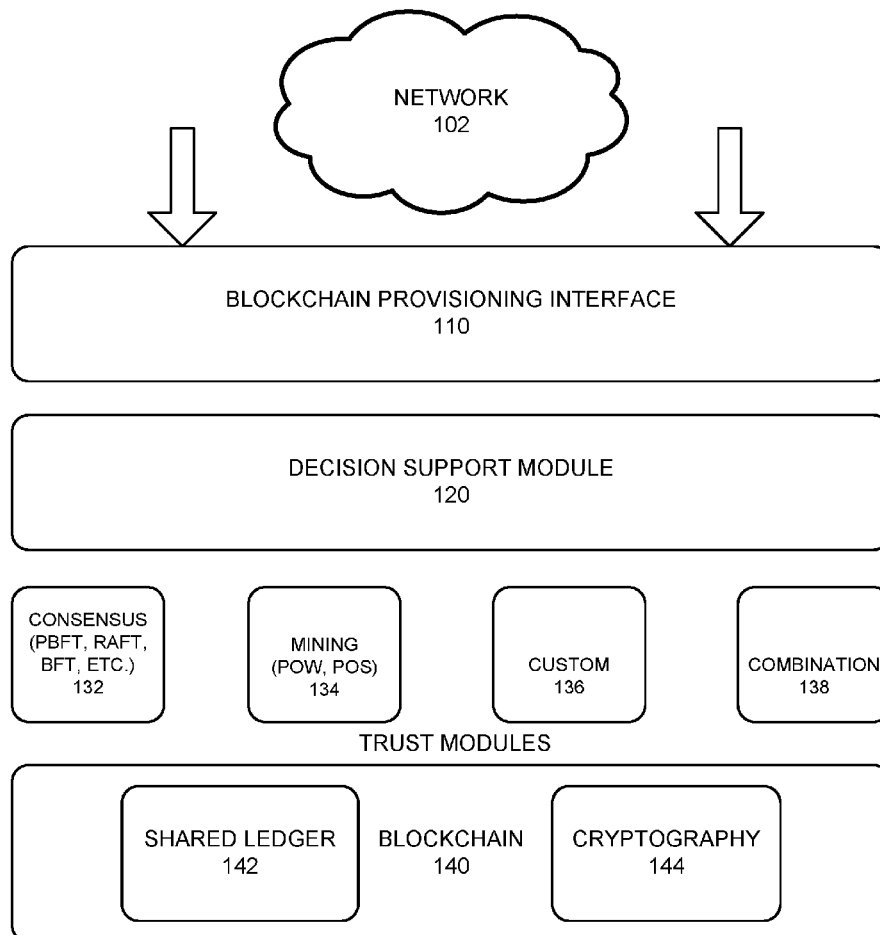 NETWORK
102
BLOCKCHAIN PROVISIONING INTERFACE
110
DECISION SUPPORT MODULE
120
CONSENSUS
(PBFT, RAFT,
BFT, ETC.)
132
MINING
(POW, POS)
134
CUSTOM
136
COMBINATION
138
TRUST MODULES
SHARED LEDGER
142
BLOCKCHAIN
140
CRYPTOGRAPHY
144